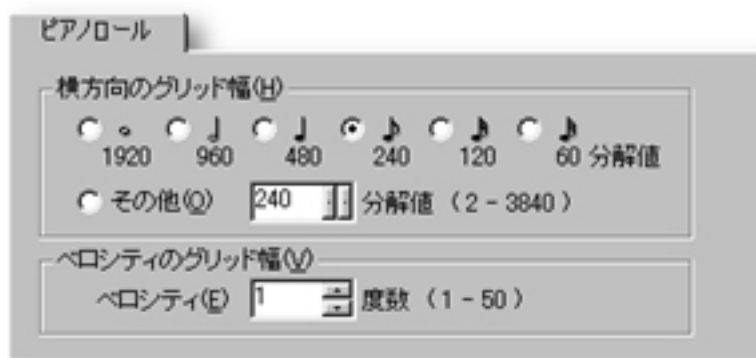 ピアノロール
横方向のグリッド幅(H)
1920 960 480 240 120 60 分解値
その他(O) 240 分解値 (2 - 3840)
ベロシティのグリッド幅(V)
ベロシティ(E) 1 度数 (1 - 50)